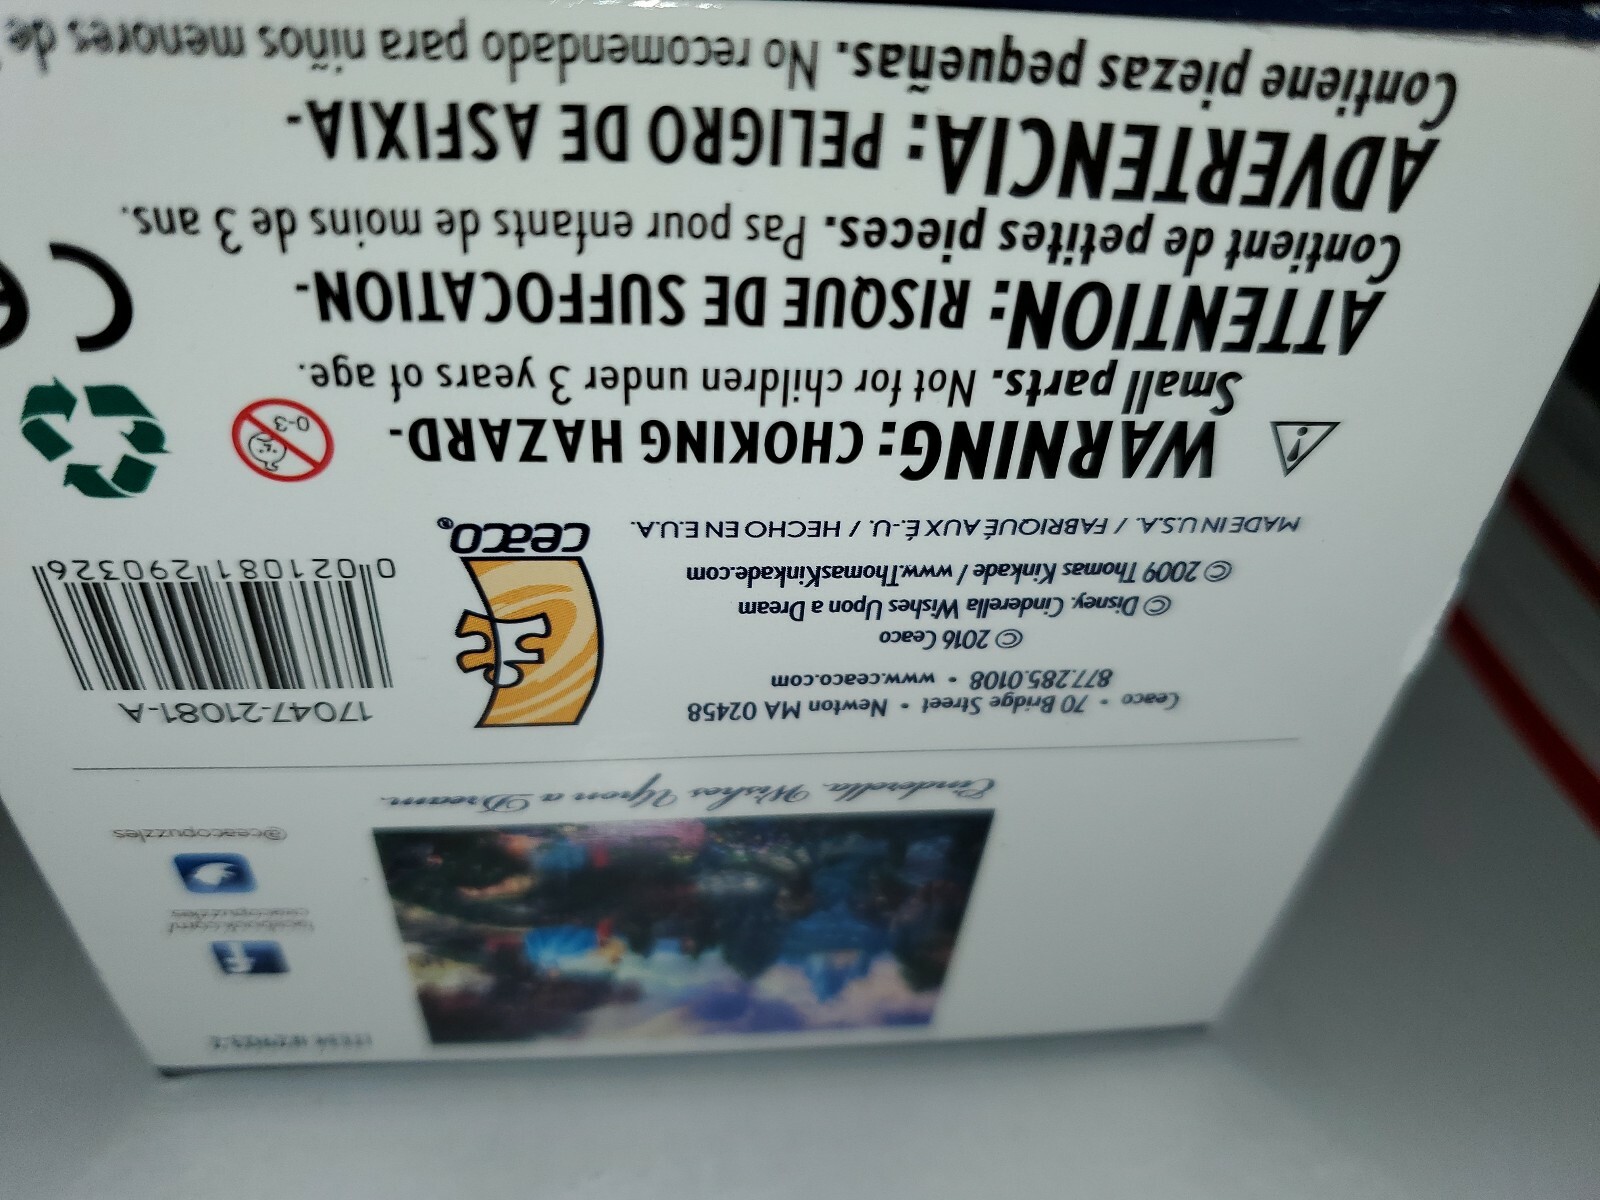 @ceacopuzzles
Cinderella Wishes Upon a Dream
17047-21081-A
Ceaco • 70 Bridge Street • Newton MA 02458
877.285.0108 • www.ceaco.com
© 2016 Ceaco
© Disney. Cinderella Wishes Upon a Dream
© 2009 Thomas Kinkade / www.ThomasKinkade.com
MADE IN U.S.A. / FABRIQUÉ AUX É.-U. / HECHO EN E.U.A.
ceaco®
0 021081 290326
WARNING: CHOKING HAZARD-
Small parts. Not for children under 3 years of age.
0-3
ATTENTION: RISQUE DE SUFFOCATION-
Contient de petites pièces. Pas pour enfants de moins de 3 ans.
CE
ADVERTENCIA: PELIGRO DE ASFIXIA-
Contiene piezas pequeñas. No recomendado para niños menores de